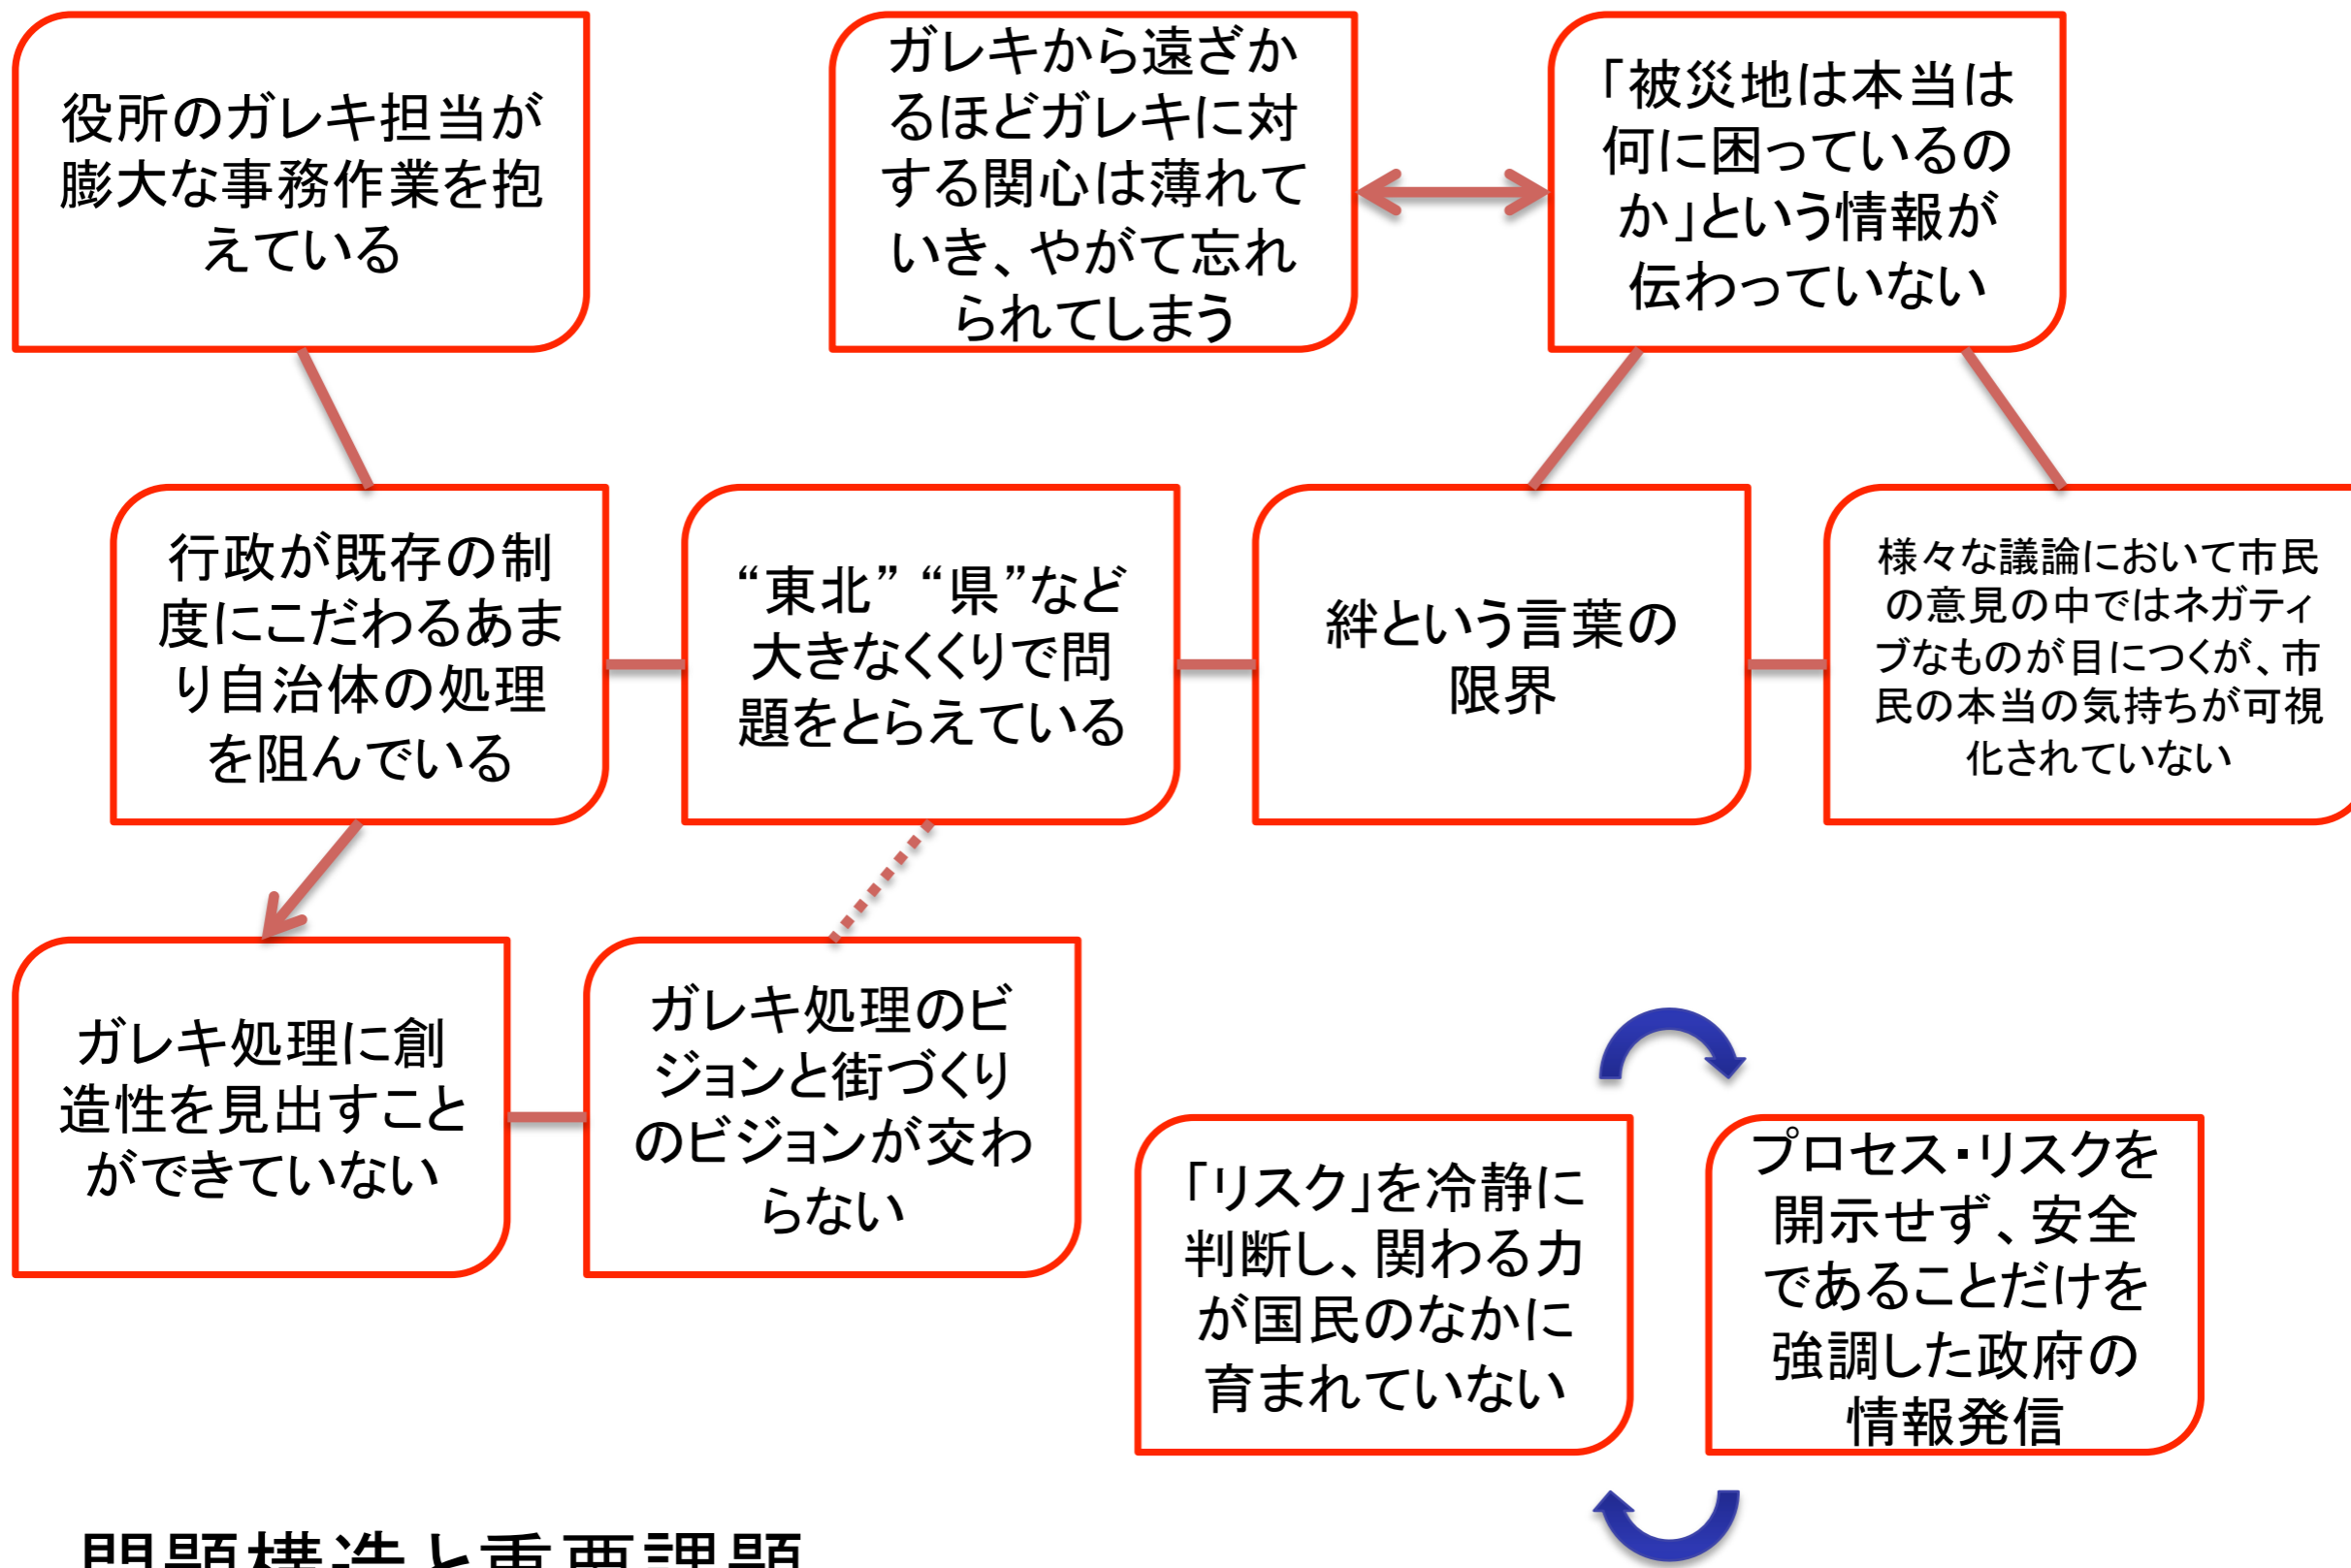 役所のガレキ担当が
膨大な事務作業を抱
えている
ガレキから遠ざか
るほどガレキに対
する関心は薄れて
いき、やがて忘れ
られてしまう
「被災地は本当は
何に困っているの
か」という情報が
伝わっていない
行政が既存の制
度にこだわるあま
り自治体の処理
を阻んでいる
“東北” “県”など
大きなくくりで問
題をとらえている
絆という言葉の
限界
様々な議論において市民
の意見の中ではネガティ
ブなものが目につくが、市
民の本当の気持ちが可視
化されていない
ガレキ処理に創
造性を見出すこと
ができていない
ガレキ処理のビ
ジョンと街づくり
のビジョンが交わ
らない
「リスク」を冷静に
判断し、関わる力
が国民のなかに
育まれていない
プロセス・リスクを
開示せず、安全
であることだけを
強調した政府の
情報発信
問題構造と重要課題